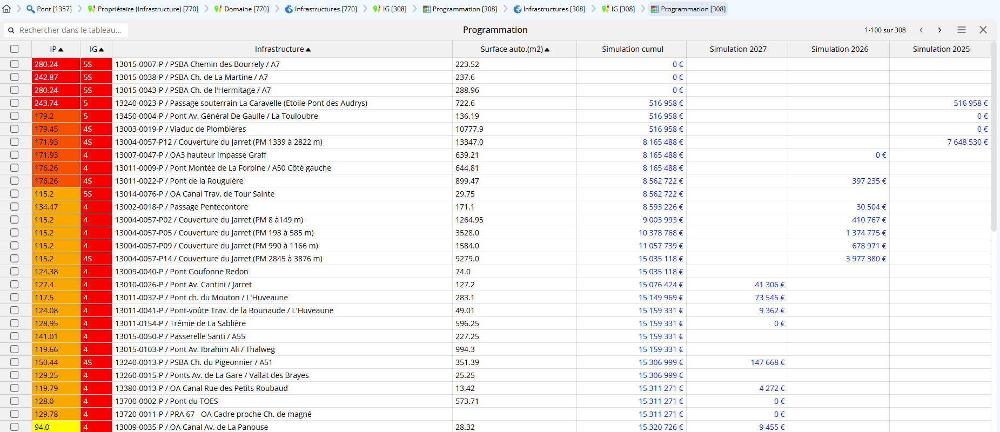 Pont [1357] Propriétaire (Infrastructure) [770] Domaine [770] Infrastructures [770] IG [308] Programmation [308] Infrastructures [308] IG [308] Programmation [308]
Rechercher dans le tableau... Programmation 1-100 sur 308
IP▲ IG▲ Infrastructure▲ Surface auto.(m2)▲ Simulation cumul Simulation 2027 Simulation 2026 Simulation 2025
280.24 5S 13015-0007-P / PSBA Chemin des Bourrely / A7 223.52 0 €
242.87 5S 13015-0038-P / PSBA Ch. de La Martine / A7 237.6 0 €
280.24 5S 13015-0043-P / PSBA Ch. de l'Hermitage / A7 288.96 0 €
243.74 5 13240-0023-P / Passage souterrain La Caravelle (Etoile-Pont des Audrys) 722.6 516 958 € 516 958 €
179.2 5 13450-0004-P / Pont Av. Général De Gaulle / La Touloubre 136.19 516 958 € 0 €
179.45 4S 13003-0019-P / Viaduc de Plombières 10777.9 516 958 € 0 €
171.93 4S 13004-0057-P12 / Couverture du Jarret (PM 1339 à 2822 m) 13347.0 8 165 488 € 7 648 530 €
171.93 4 13007-0047-P / OA3 hauteur Impasse Graff 639.21 8 165 488 € 0 €
176.26 4 13011-0009-P / Pont Montée de La Forbine / A50 Côté gauche 644.81 8 165 488 €
176.26 4S 13011-0022-P / Pont de la Rouguière 899.47 8 562 722 € 397 235 €
115.2 5S 13014-0076-P / OA Canal Trav. de Tour Sainte 29.75 8 562 722 €
134.47 4 13002-0018-P / Passage Pentecontore 171.1 8 593 226 € 30 504 €
115.2 4 13004-0057-P02 / Couverture du Jarret (PM 8 à149 m) 1264.95 9 003 993 € 410 767 €
115.2 4 13004-0057-P05 / Couverture du Jarret (PM 193 à 585 m) 3528.0 10 378 768 € 1 374 775 €
115.2 4 13004-0057-P09 / Couverture du Jarret (PM 990 à 1166 m) 1584.0 11 057 739 € 678 971 €
115.2 4S 13004-0057-P14 / Couverture du Jarret (PM 2845 à 3876 m) 9279.0 15 035 118 € 3 977 380 €
124.38 4 13009-0040-P / Pont Goufonne Redon 74.0 15 035 118 €
127.4 4 13010-0026-P / Pont Av. Cantini / Jarret 127.2 15 076 424 € 41 306 €
117.5 4 13011-0032-P / Pont ch. du Mouton / L'Huveaune 283.1 15 149 969 € 73 545 €
124.08 4 13011-0041-P / Pont-voûte Trav. de la Bounaude / L'Huveaune 49.01 15 159 331 € 9 362 €
128.95 4 13011-0154-P / Trémie de La Sablière 596.25 15 159 331 € 0 €
141.01 4 13015-0050-P / Passerelle Santi / A55 227.25 15 159 331 €
119.66 4 13015-0103-P / Pont Av. Ibrahim Ali / Thalweg 994.3 15 159 331 €
150.44 4S 13240-0013-P / PSBA Ch. du Pigeonnier / A51 351.39 15 306 999 € 147 668 €
129.25 4 13260-0015-P / Ponts Av. de La Gare / Vallat des Brayes 25.25 15 306 999 €
119.79 4 13380-0013-P / OA Canal Rue des Petits Roubaud 13.42 15 311 271 € 4 272 €
128.0 4 13700-0002-P / Pont du TOES 573.71 15 311 271 € 0 €
129.78 4 13720-0011-P / PRA 67 - OA Cadre proche Ch. de magné 15 311 271 € 0 €
94.0 4 13009-0035-P / OA Canal Av. de La Panouse 28.32 15 320 726 € 9 455 €